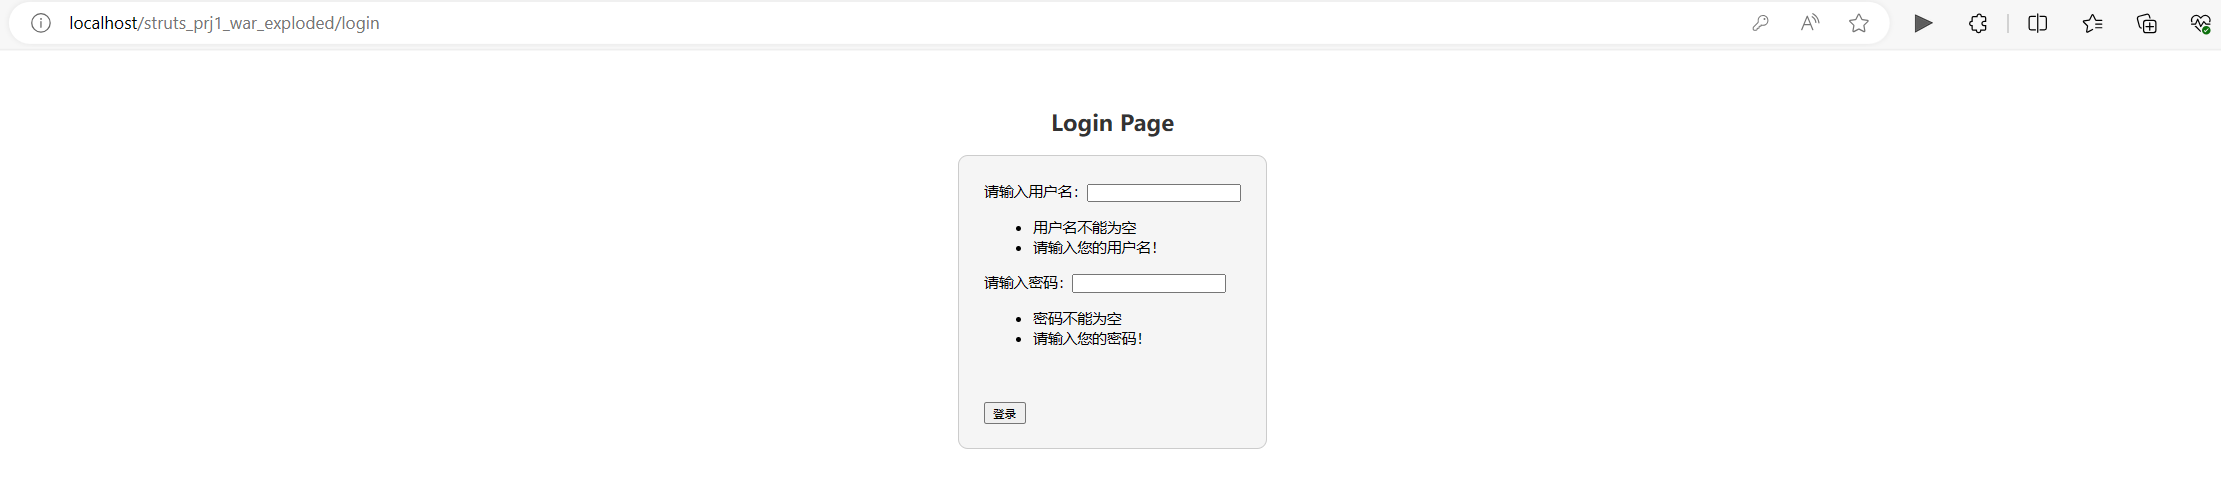 localhost/struts_prj1_war_exploded/login
Login Page
请输入用户名：
用户名不能为空
请输入您的用户名！
请输入密码：
密码不能为空
请输入您的密码！
登录